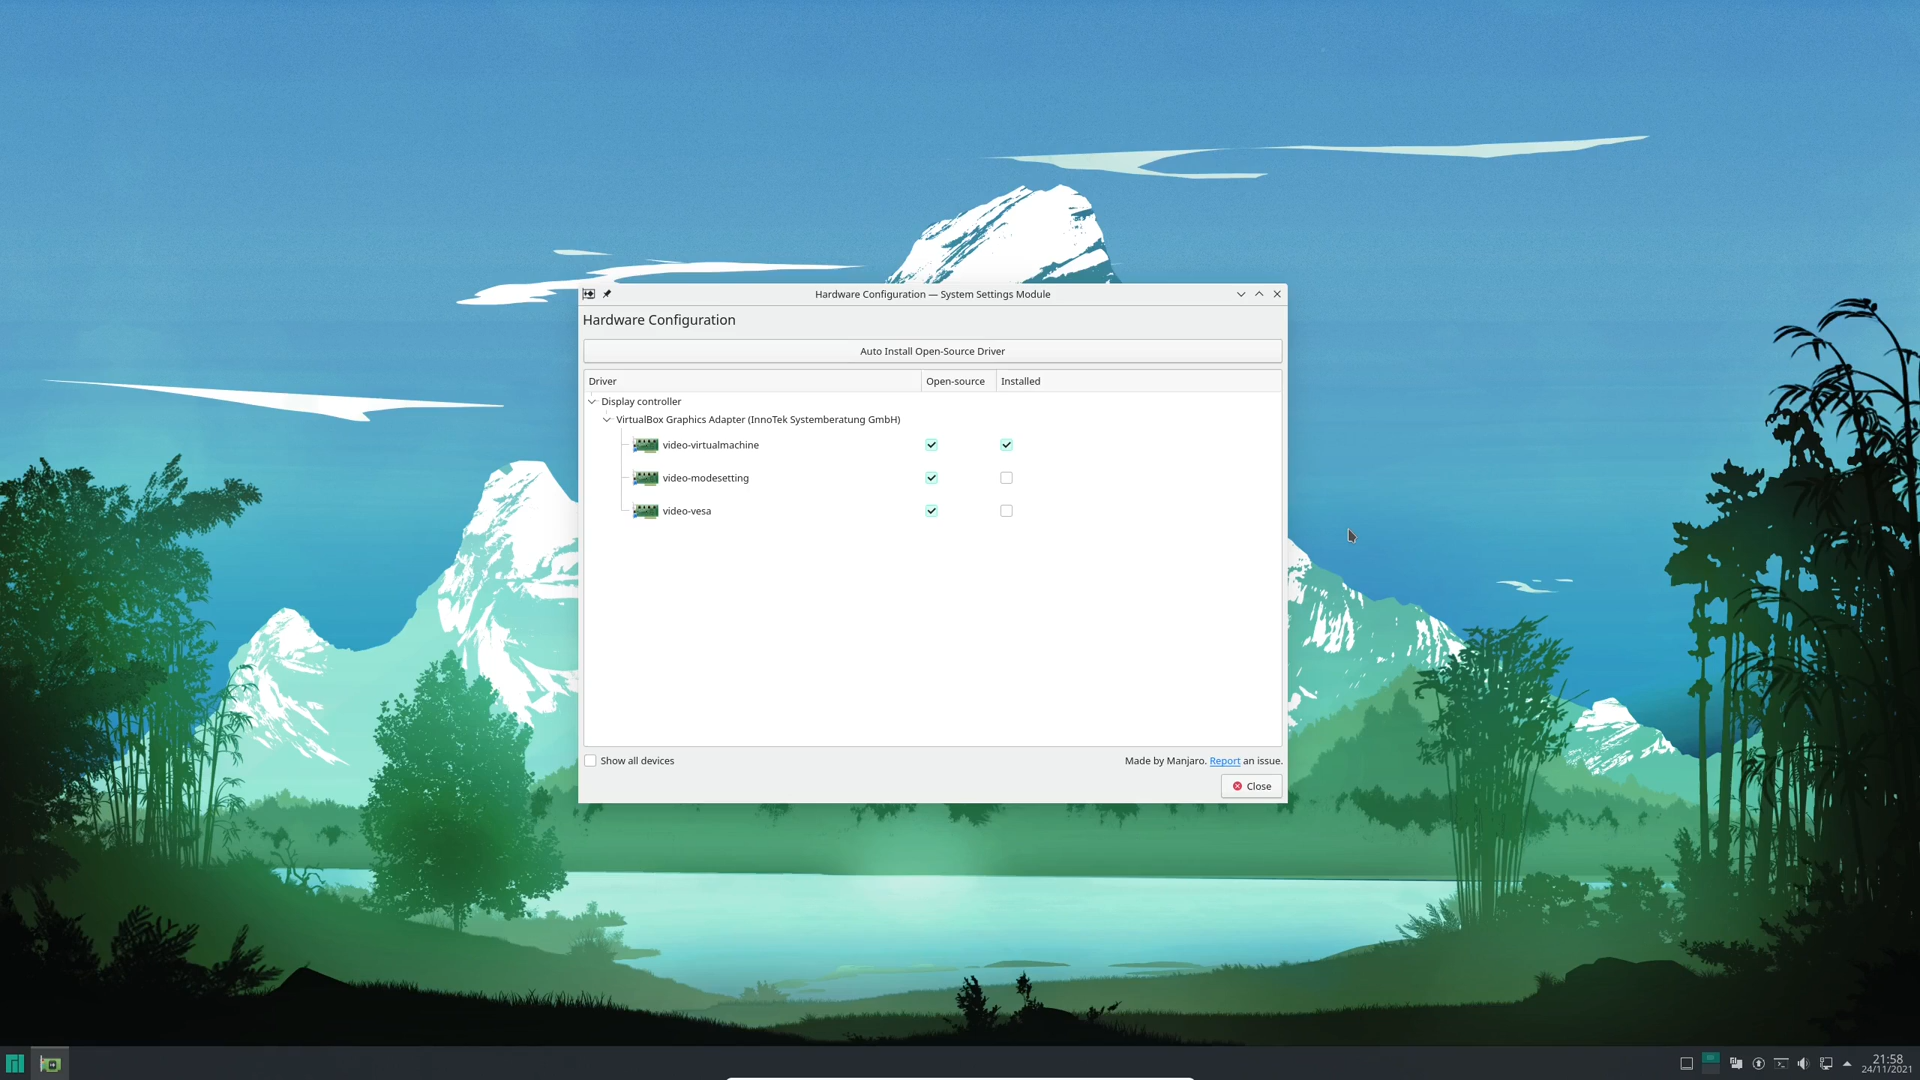 Hardware Configuration — System Settings Module
Hardware Configuration
Auto Install Open-Source Driver
Driver Open-source Installed
Display controller
VirtualBox Graphics Adapter (InnoTek Systemberatung GmbH)
video-virtualmachine
video-modesetting
video-vesa
Show all devices Made by Manjaro. Report an issue.
Close
21:58
24/11/2021